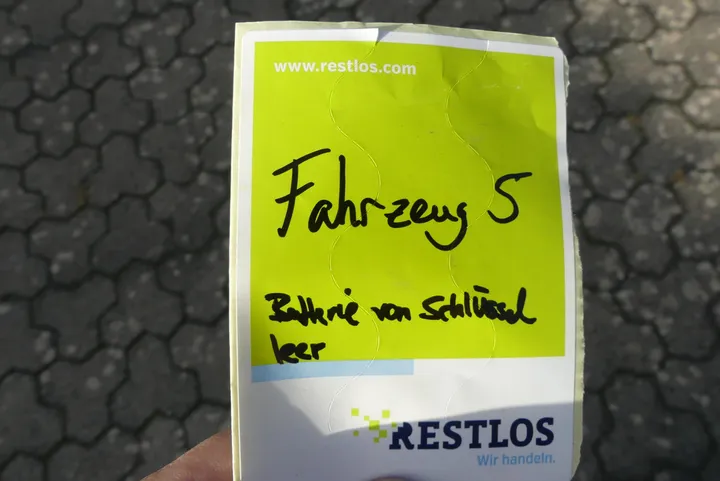 www.restlos.com
Fahrzeug 5
Batterie von Schlüssel
leer
RESTLOS
Wir handeln.